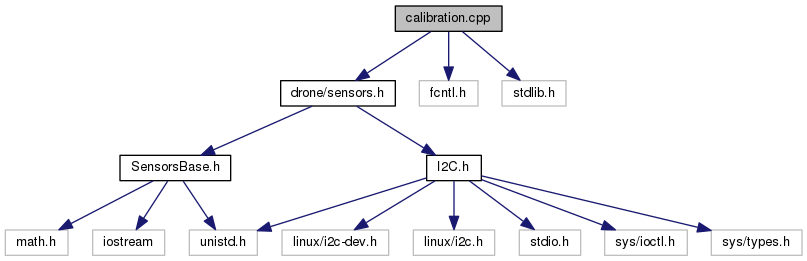 calibration.cpp
drone/sensors.h
fcntl.h
stdlib.h
SensorsBase.h
I2C.h
math.h
iostream
unistd.h
linux/i2c-dev.h
linux/i2c.h
stdio.h
sys/ioctl.h
sys/types.h